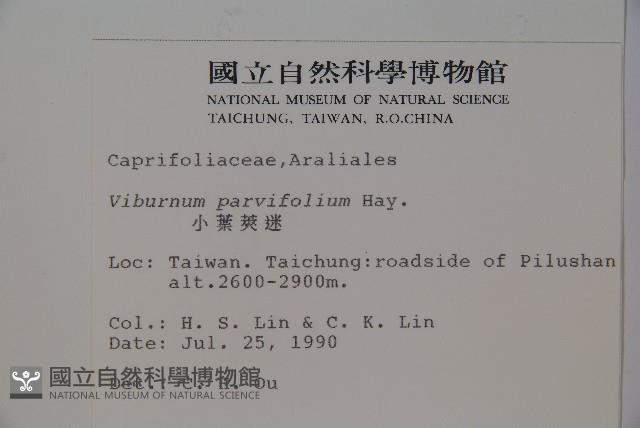 國立自然科學博物館
NATIONAL MUSEUM OF NATURAL SCIENCE
TAICHUNG, TAIWAN, R.O.CHINA
Caprifoliaceae,Araliales
Viburnum parvifolium Hay.
小葉莢迷
Loc: Taiwan. Taichung:roadside of Pilushan
alt.2600-2900m.
Col.: H. S. Lin & C. K. Lin
Date: Jul. 25, 1990
Ou
國立自然科學博物館
NATIONAL MUSEUM OF NATURAL SCIENCE